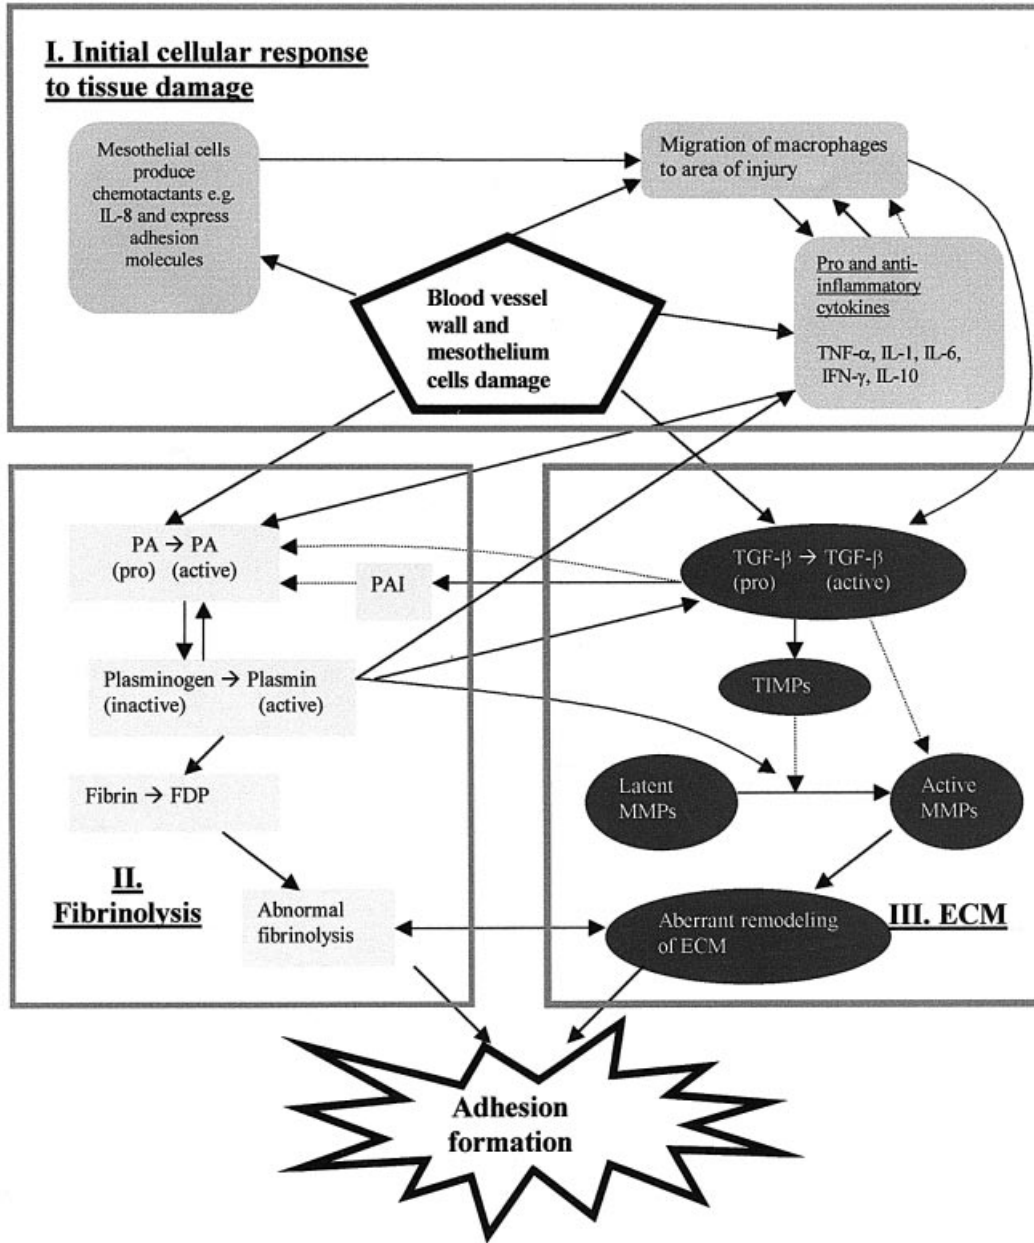 I. Initial cellular response
to tissue damage
Mesothelial cells
produce
chemotactants e.g.
IL-8 and express
adhesion
molecules
Migration of macrophages
to area of injury
Blood vessel
wall and
mesothelium
cells damage
Pro and anti-
inflammatory
cytokines
TNF-α, IL-1, IL-6,
IFN-γ, IL-10
PA → PA
(pro) (active)
PAI
TGF-β → TGF-β
(pro) (active)
Plasminogen → Plasmin
(inactive) (active)
TIMPs
Fibrin → FDP
Latent
MMPs
Active
MMPs
II.
Fibrinolysis
Abnormal
fibrinolysis
Aberrant remodeling
of ECM
III. ECM
Adhesion
formation